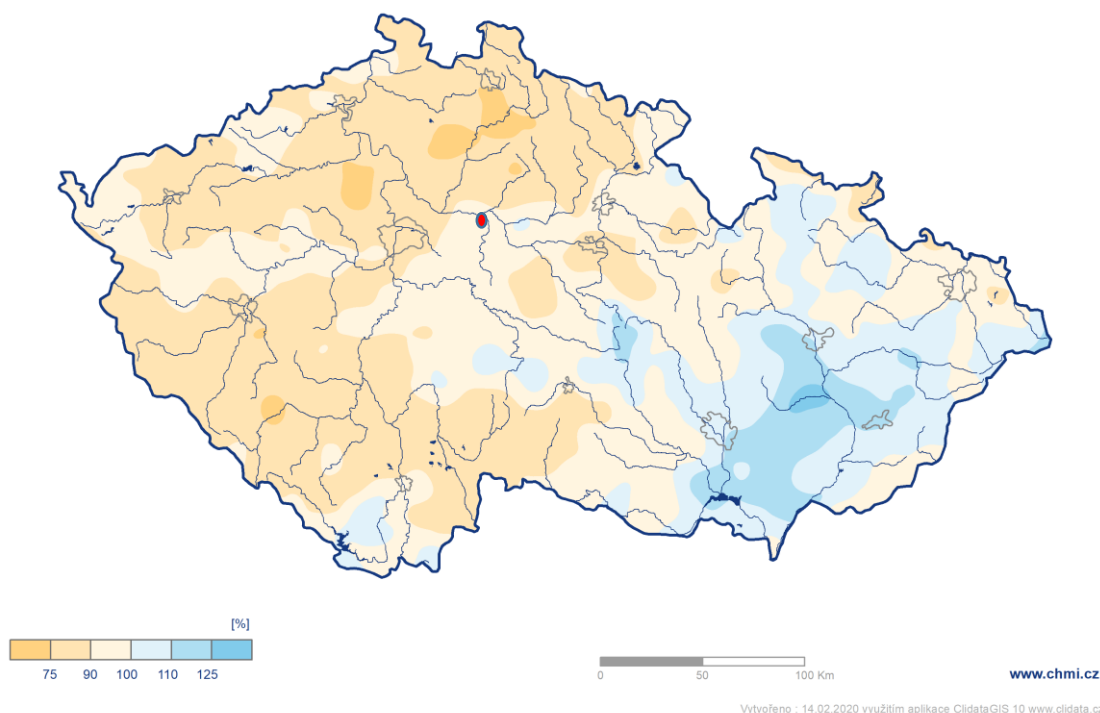 [%]
75 90 100 110 125
0 50 100 Km
www.chmi.cz
Vytvořeno : 14.02.2020 využitím aplikace ClidataGIS 10 www.clidata.cz